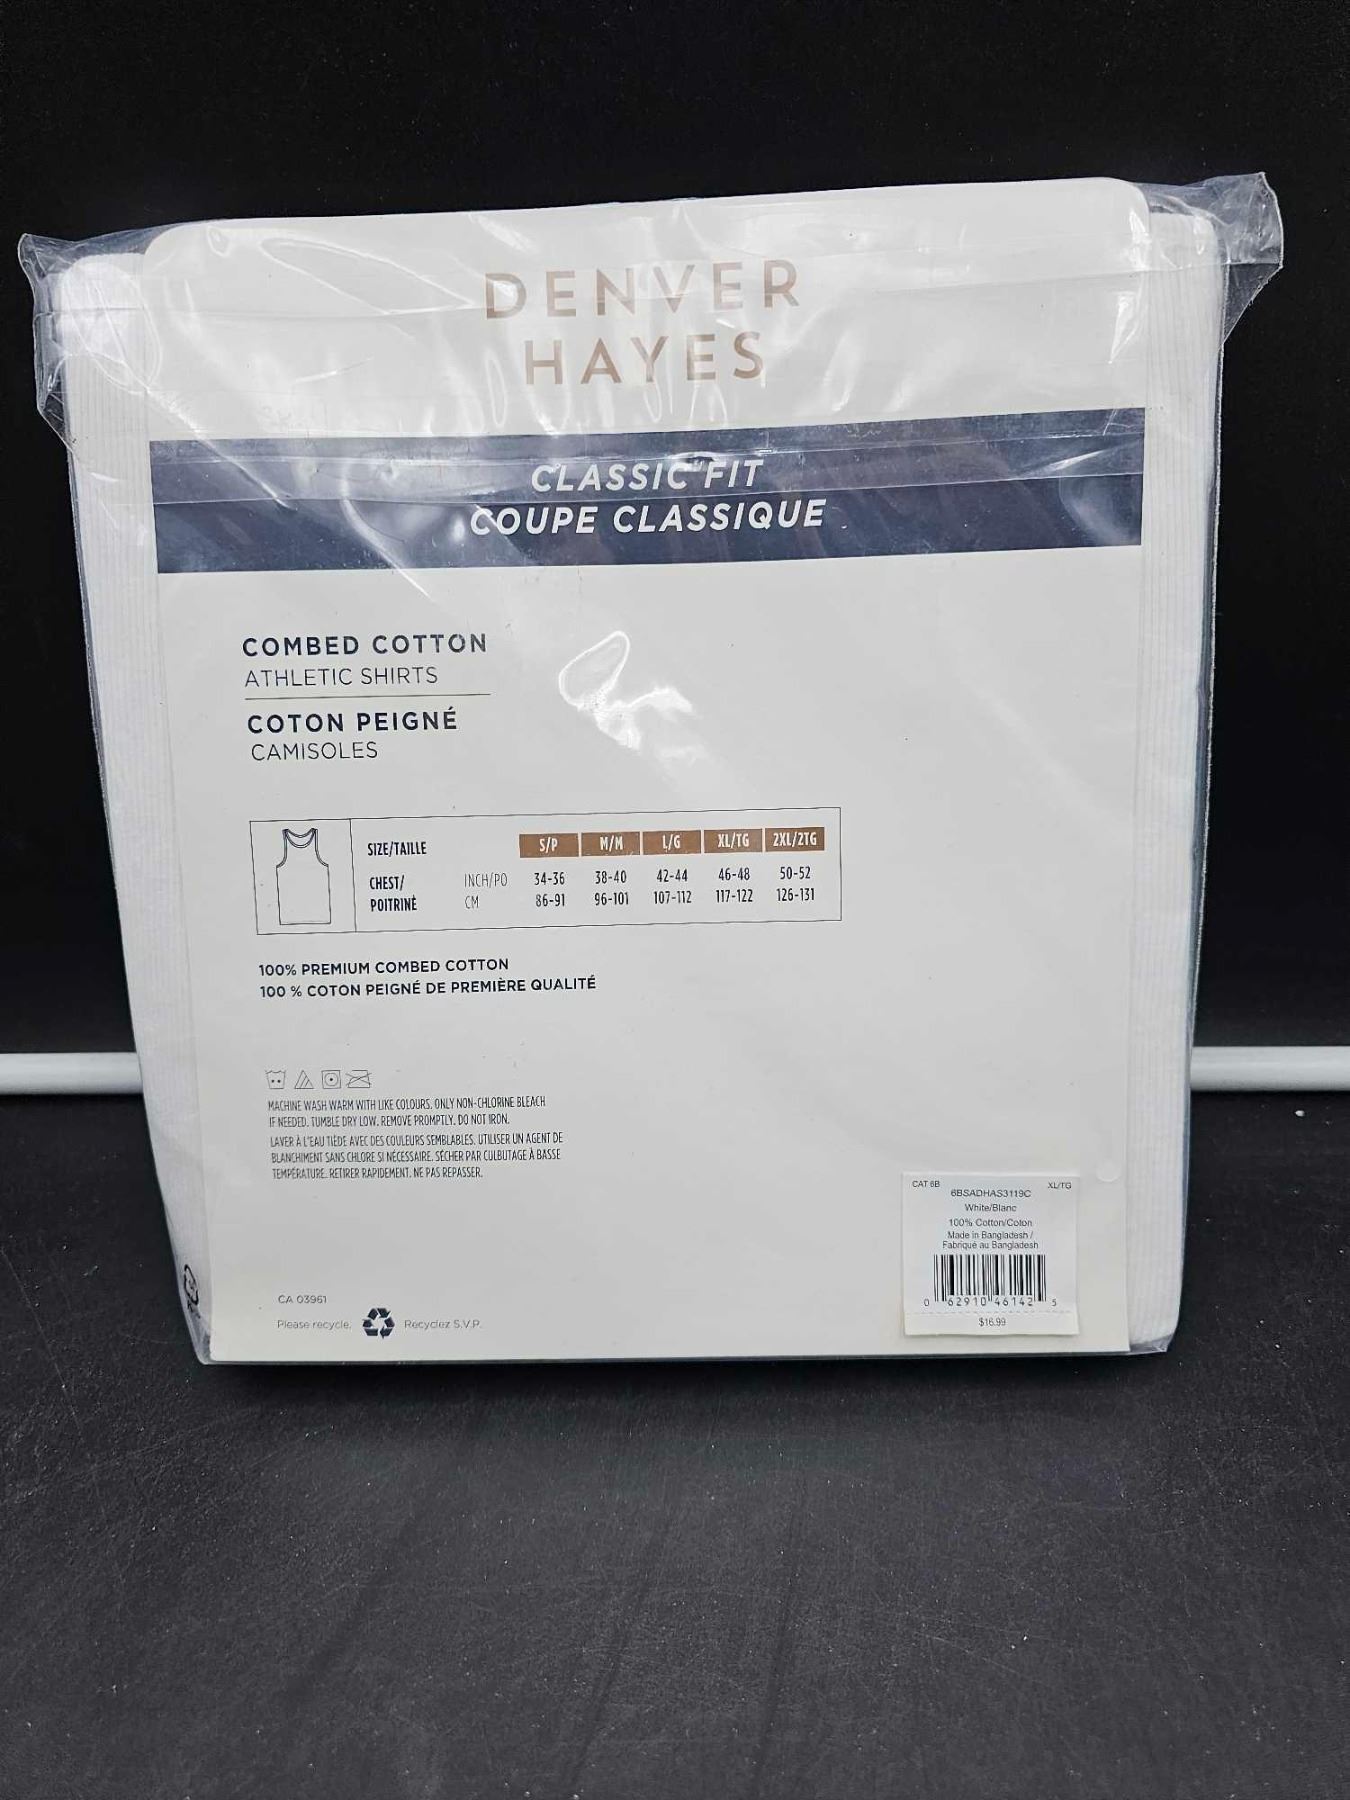 DENVER
HAYES
CLASSIC FIT
COUPE CLASSIQUE
COMBED COTTON
ATHLETIC SHIRTS
COTON PEIGNÉ
CAMISOLES
SIZE/TAILLE S/P M/M L/G XL/TG 2XL/2TG
CHEST/ INCH/PO 34-36 38-40 42-44 46-48 50-52
POITRINE CM 86-91 96-101 107-112 117-122 126-131
100% PREMIUM COMBED COTTON
100 % COTON PEIGNÉ DE PREMIÈRE QUALITÉ
MACHINE WASH WARM WITH LIKE COLOURS. ONLY NON-CHLORINE BLEACH
IF NEEDED. TUMBLE DRY LOW. REMOVE PROMPTLY. DO NOT IRON.
LAVER À L'EAU TIÈDE AVEC DES COULEURS SEMBLABLES. UTILISER UN AGENT DE
BLANCHIMENT SANS CHLORE SI NÉCESSAIRE. SÉCHER PAR CULBUTAGE À BASSE
TEMPÉRATURE. RETIRER RAPIDEMENT. NE PAS REPASSER.
CA 03961
Please recycle. Recyclez S.V.P.
CAT 6B XL/TG
6BSADHAS3119C
White/Blanc
100% Cotton/Coton
Made in Bangladesh /
Fabriqué au Bangladesh
0 62910 46142 5
$16.99